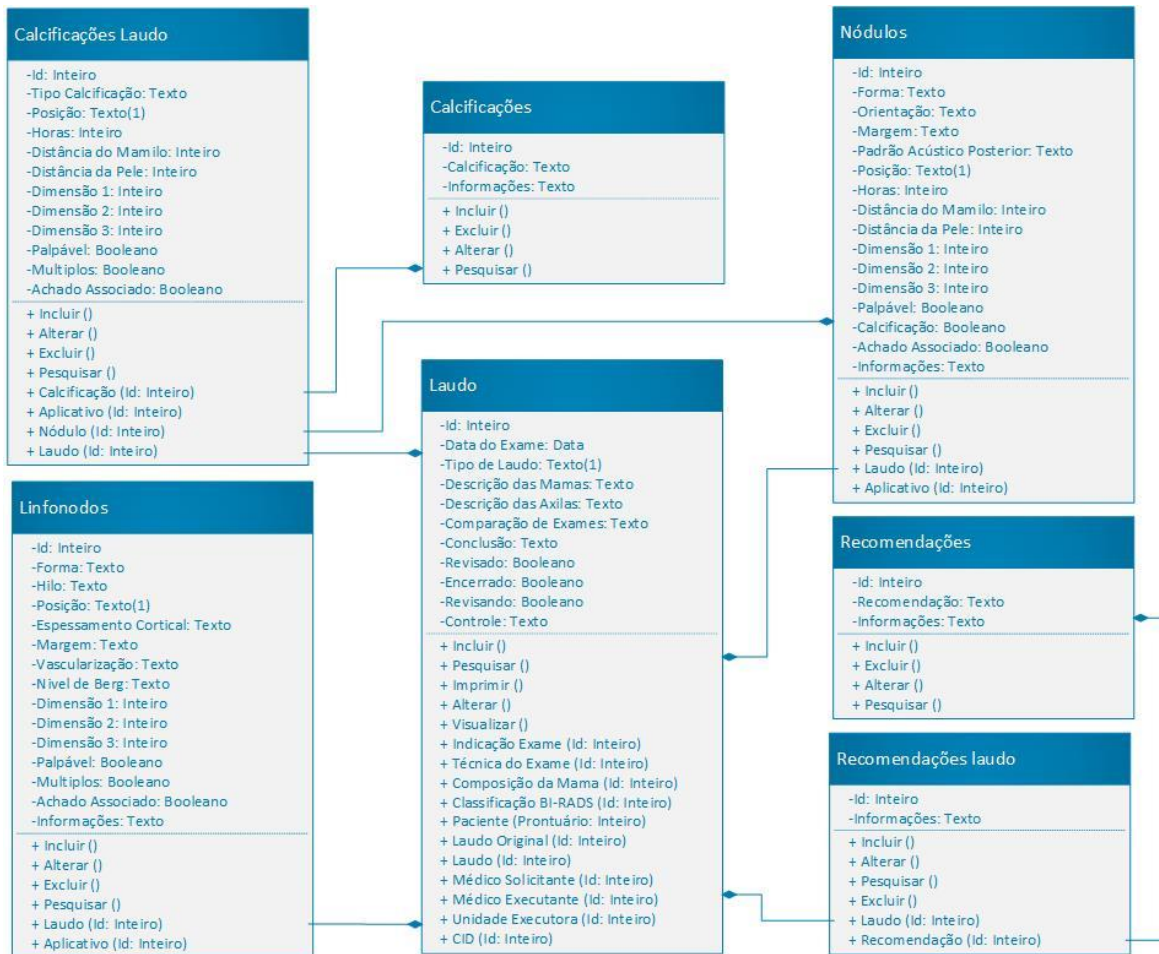 Calcificações Laudo
-Id: Inteiro
-Tipo Calcificação: Texto
-Posição: Texto(1)
-Horas: Inteiro
-Distância do Mamilo: Inteiro
-Distância da Pele: Inteiro
-Dimensão 1: Inteiro
-Dimensão 2: Inteiro
-Dimensão 3: Inteiro
-Palpável: Booleano
-Multiplos: Booleano
-Achado Associado: Booleano
+ Incluir ()
+ Alterar ()
+ Excluir ()
+ Pesquisar ()
+ Calcificação (Id: Inteiro)
+ Aplicativo (Id: Inteiro)
+ Nódulo (Id: Inteiro)
+ Laudo (Id: Inteiro)
Calcificações
-Id: Inteiro
-Calcificação: Texto
-Informações: Texto
+ Incluir ()
+ Excluir ()
+ Alterar ()
+ Pesquisar ()
Nódulos
-Id: Inteiro
-Forma: Texto
-Orientação: Texto
-Margem: Texto
-Padrão Acústico Posterior: Texto
-Posição: Texto(1)
-Horas: Inteiro
-Distância do Mamilo: Inteiro
-Distância da Pele: Inteiro
-Dimensão 1: Inteiro
-Dimensão 2: Inteiro
-Dimensão 3: Inteiro
-Palpável: Booleano
-Calcificação: Booleano
-Achado Associado: Booleano
-Informações: Texto
+ Incluir ()
+ Alterar ()
+ Excluir ()
+ Pesquisar ()
+ Laudo (Id: Inteiro)
+ Aplicativo (Id: Inteiro)
Linfonodos
-Id: Inteiro
-Forma: Texto
-Hilo: Texto
-Posição: Texto(1)
-Espessamento Cortical: Texto
-Margem: Texto
-Vascularização: Texto
-Nivel de Berg: Texto
-Dimensão 1: Inteiro
-Dimensão 2: Inteiro
-Dimensão 3: Inteiro
-Palpável: Booleano
-Multiplos: Booleano
-Achado Associado: Booleano
-Informações: Texto
+ Incluir ()
+ Alterar ()
+ Excluir ()
+ Pesquisar ()
+ Laudo (Id: Inteiro)
+ Aplicativo (Id: Inteiro)
Laudo
-Id: Inteiro
-Data do Exame: Data
-Tipo de Laudo: Texto(1)
-Descrição das Mamas: Texto
-Descrição das Axilas: Texto
-Comparação de Exames: Texto
-Conclusão: Texto
-Revisado: Booleano
-Encerrado: Booleano
-Revisando: Booleano
-Controle: Texto
+ Incluir ()
+ Pesquisar ()
+ Imprimir ()
+ Alterar ()
+ Visualizar ()
+ Indicação Exame (Id: Inteiro)
+ Técnica do Exame (Id: Inteiro)
+ Composição da Mama (Id: Inteiro)
+ Classificação BI-RADS (Id: Inteiro)
+ Paciente (Prontuário: Inteiro)
+ Laudo Original (Id: Inteiro)
+ Laudo (Id: Inteiro)
+ Médico Solicitante (Id: Inteiro)
+ Médico Executante (Id: Inteiro)
+ Unidade Executora (Id: Inteiro)
+ CID (Id: Inteiro)
Recomendações
-Id: Inteiro
-Recomendação: Texto
-Informações: Texto
+ Incluir ()
+ Excluir ()
+ Alterar ()
+ Pesquisar ()
Recomendações laudo
-Id: Inteiro
-Informações: Texto
+ Incluir ()
+ Alterar ()
+ Pesquisar ()
+ Excluir ()
+ Laudo (Id: Inteiro)
+ Recomendação (Id: Inteiro)